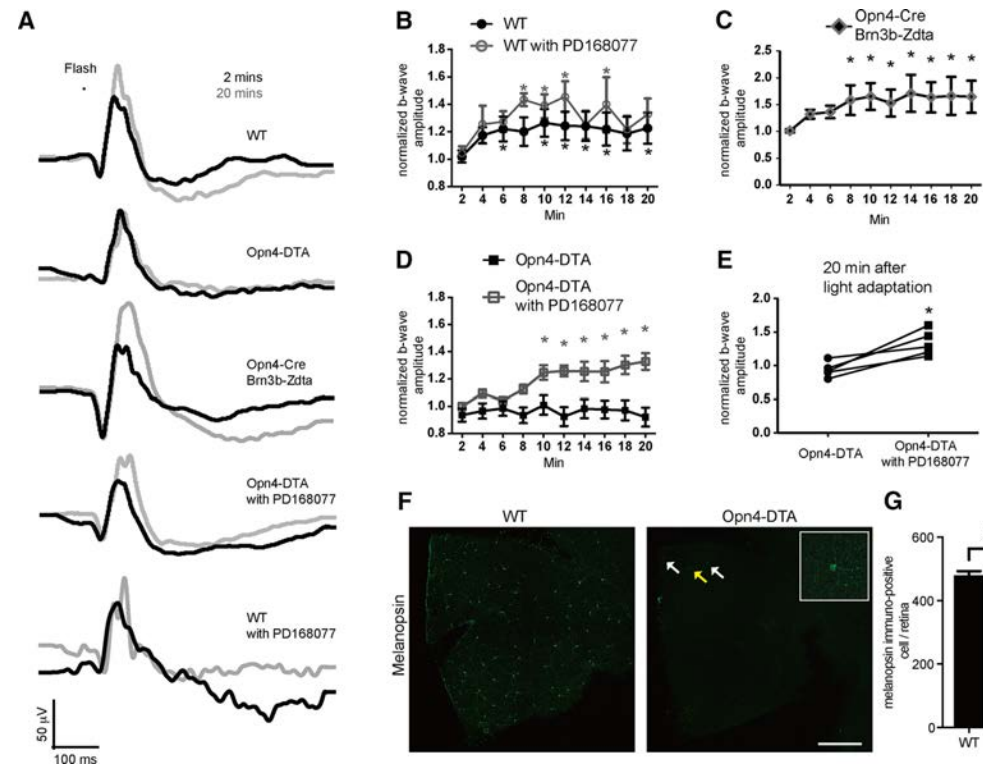 A
Flash
2 mins
20 mins
WT
Opn4-DTA
Opn4-Cre
Brn3b-Zdta
Opn4-DTA
with PD168077
WT
with PD168077
50 µV
100 ms
B
WT
WT with PD168077
normalized b-wave
amplitude
1.8
1.6
1.4
1.2
1.0
0.8
* * * *
* * * * * *
2 4 6 8 10 12 14 16 18 20
Min
C
Opn4-Cre
Brn3b-Zdta
normalized b-wave
amplitude
2.5
2.0
1.5
1.0
0.5
0.0
* * * * * * *
2 4 6 8 10 12 14 16 18 20
Min
D
Opn4-DTA
Opn4-DTA
with PD168077
normalized b-wave
amplitude
1.8
1.6
1.4
1.2
1.0
0.8
* * * * * *
2 4 6 8 10 12 14 16 18 20
Min
E
20 min after
light adaptation
normalized b-wave
amplitude
2.0
1.5
1.0
0.5
0.0
*
Opn4-DTA
Opn4-DTA
with PD168077
F
WT
Opn4-DTA
Melanopsin
G
melanopsin immuno-positive
cell / retina
600
400
200
0
WT